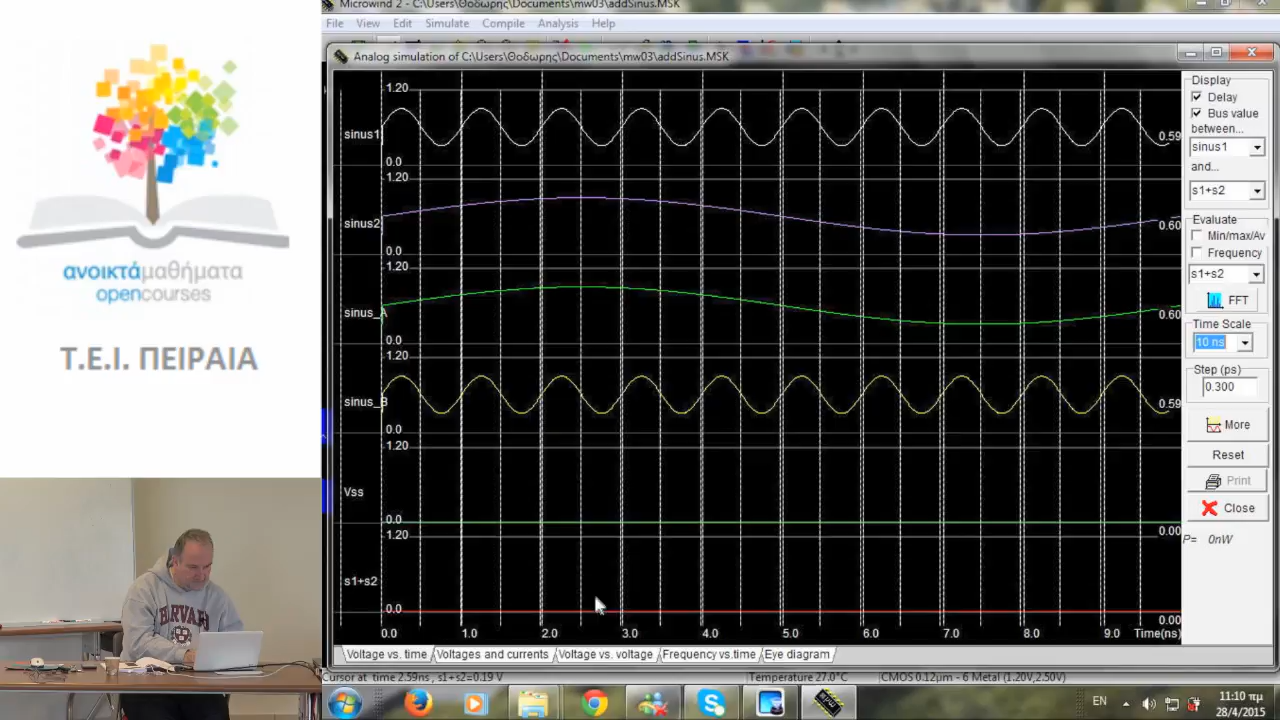 ανοικτάμαθήματα
opencourses
Τ.Ε.Ι. ΠΕΙΡΑΙΑ
HARVARD
Microwind 2 - C:\Users\Θοδωρης\Documents\mw03\addSinus.MSK
File View Edit Simulate Compile Analysis Help
Analog simulation of C:\Users\Θοδωρης\Documents\mw03\addSinus.MSK
1.20
sinus1
0.59
0.0
1.20
sinus2
0.60
0.0
1.20
sinus_A
0.60
0.0
1.20
sinus_B
0.59
0.0
1.20
Vss
0.0
0.00
1.20
s1+s2
0.0
0.00
0.0 1.0 2.0 3.0 4.0 5.0 6.0 7.0 8.0 9.0 Time(ns)
Voltage vs. time Voltages and currents Voltage vs. voltage Frequency vs.time Eye diagram
Display
Delay
Bus value
between...
sinus1
and...
s1+s2
Evaluate
Min/max/Av
Frequency
s1+s2
FFT
Time Scale
10 ns
Step (ps)
0.300
More
Reset
Print
Close
P= 0nW
Cursor at time 2.59ns , s1+s2=0.19 V
Temperature 27.0°C
CMOS 0.12µm - 6 Metal (1.20V,2.50V)
EN
11:10 πμ
28/4/2015